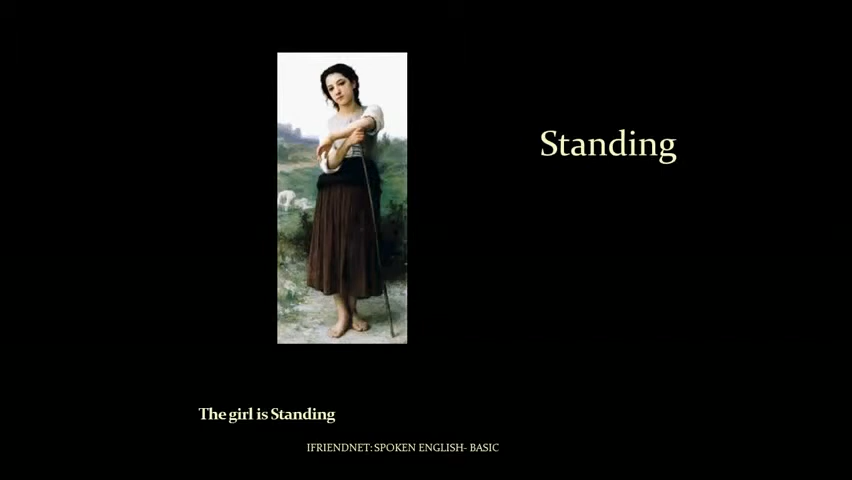 Standing
The girl is Standing
IFRIENDNET: SPOKEN ENGLISH- BASIC